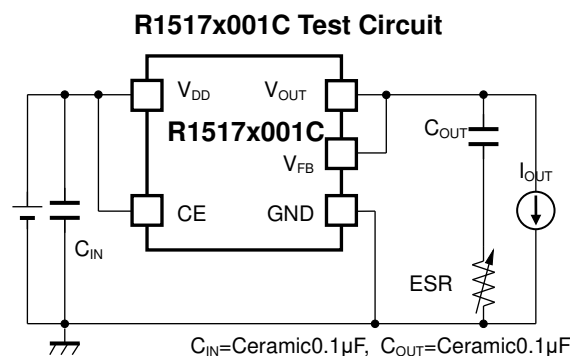 R1517x001C Test Circuit
VDD VOUT
R1517x001C
COUT
VFB
IOUT
CE GND
CIN
ESR
CIN=Ceramic0.1µF, COUT=Ceramic0.1µF